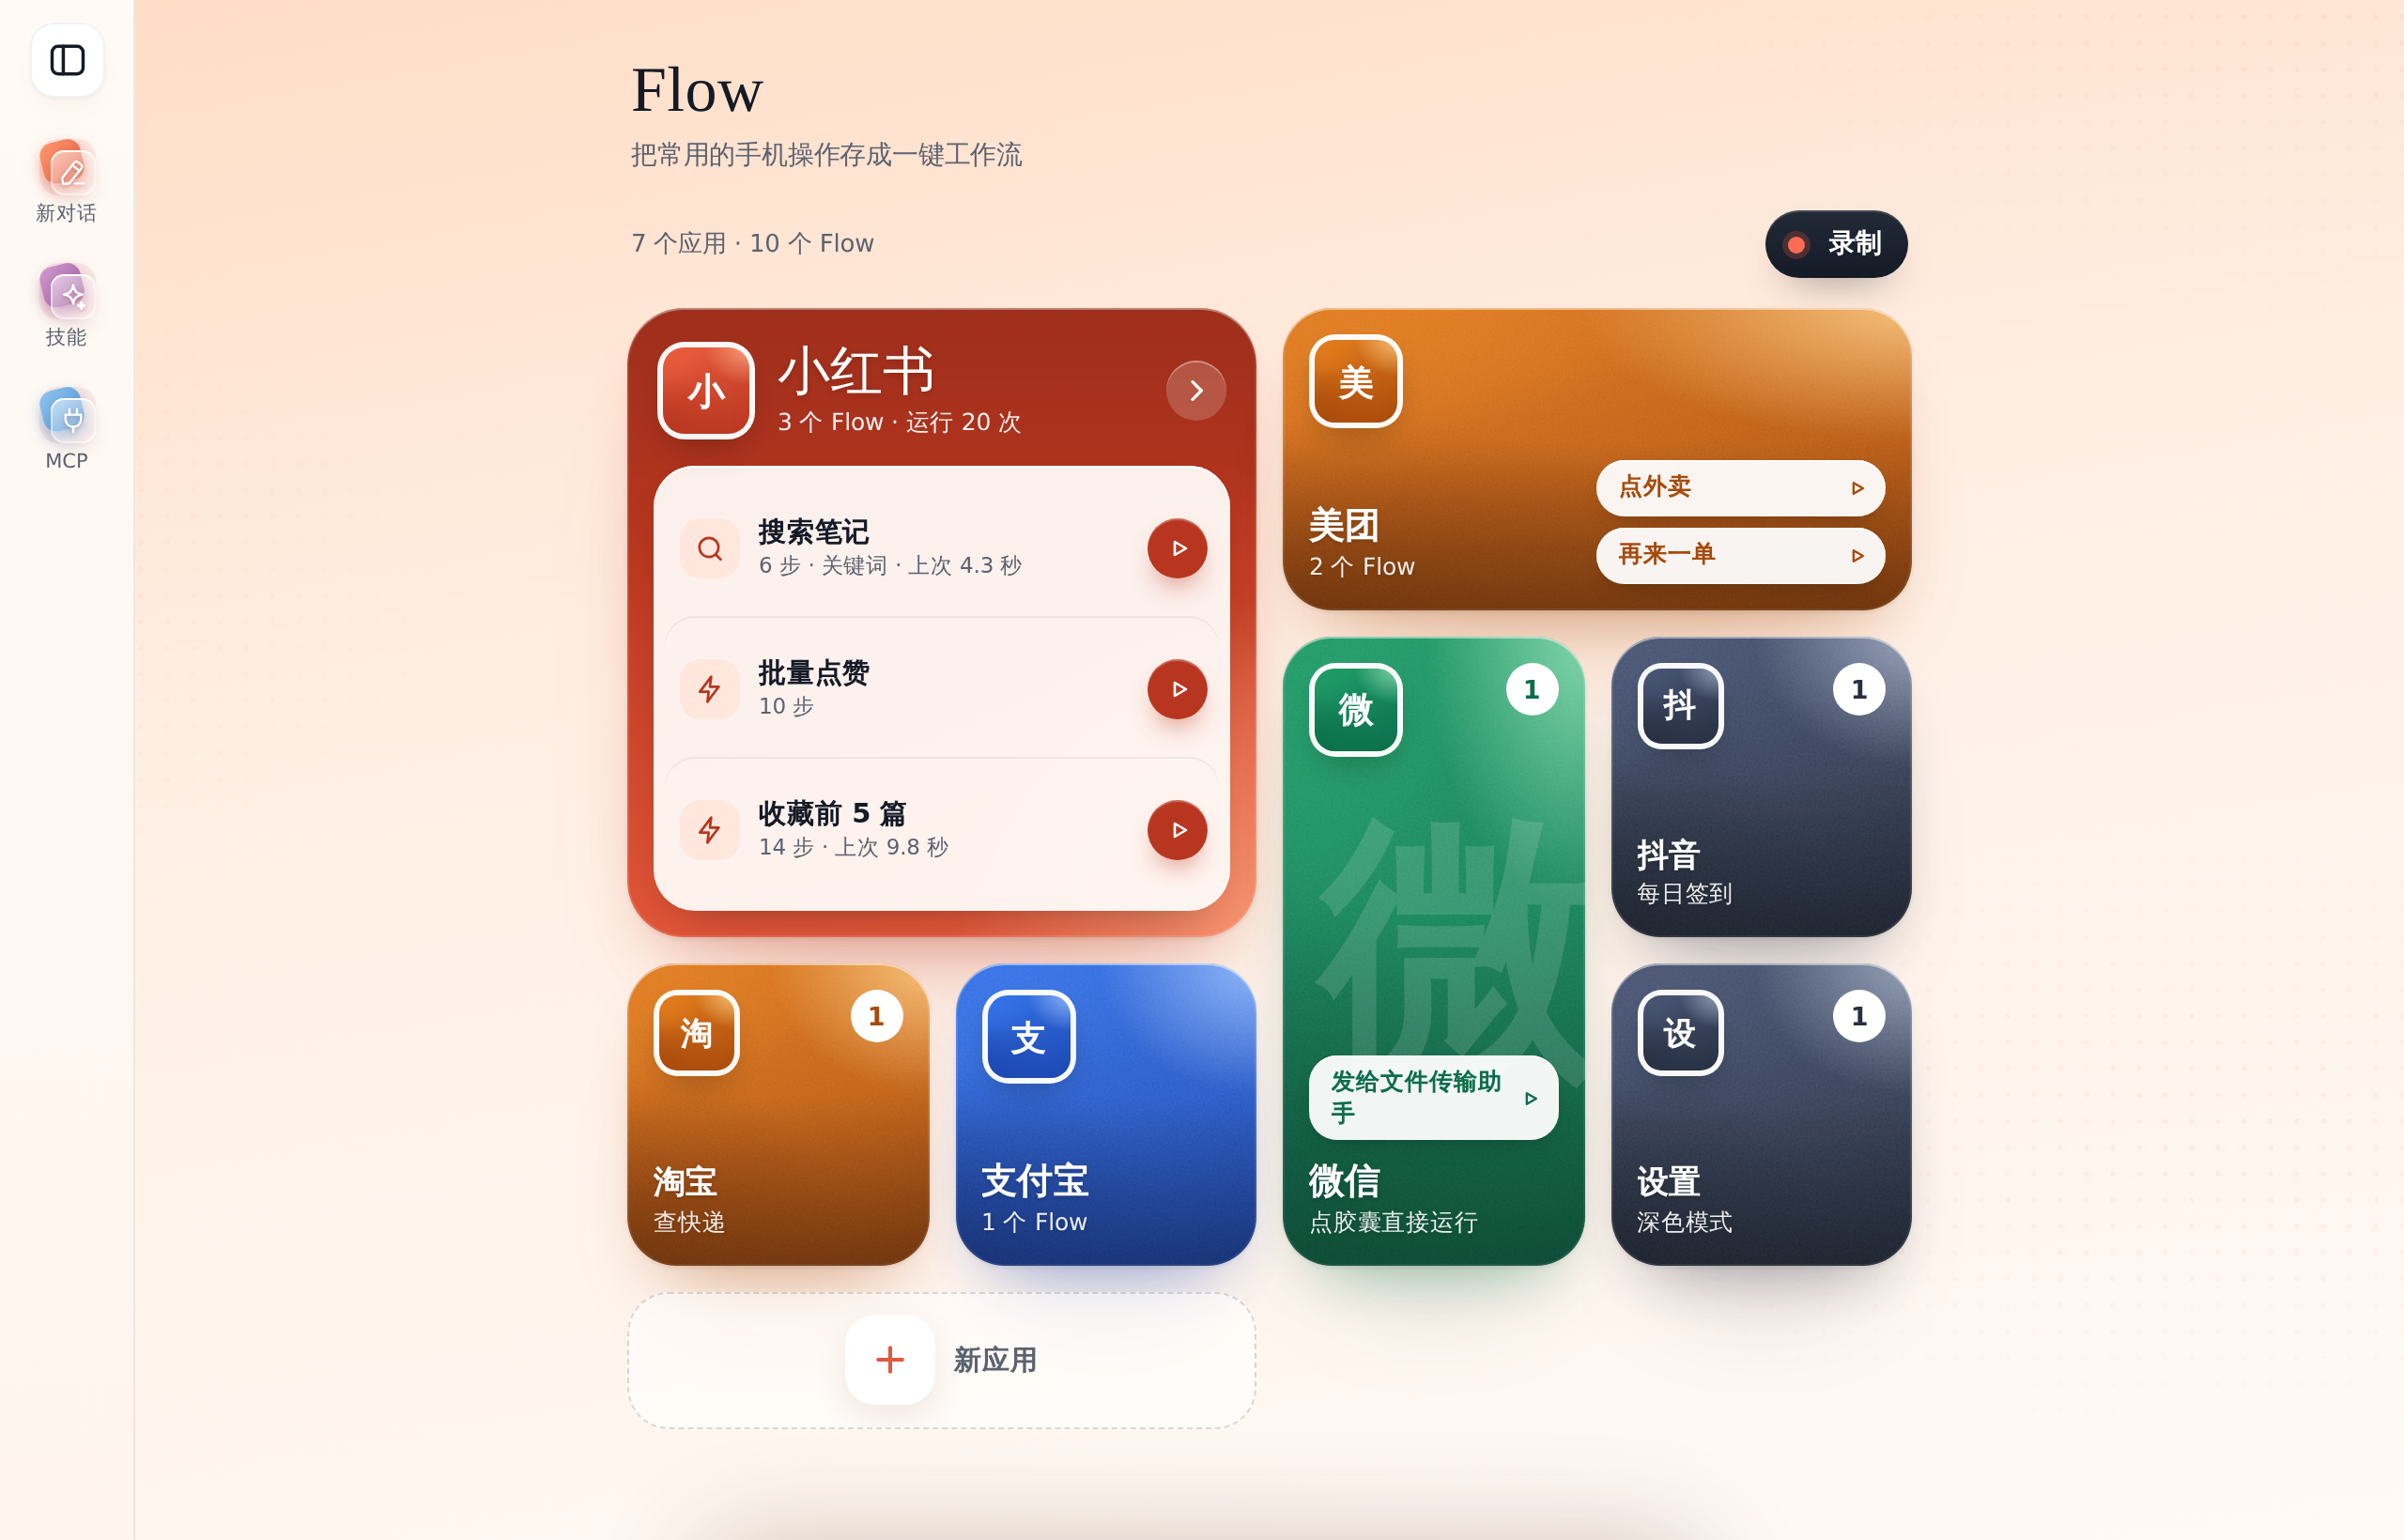 Flow
把常用的手机操作存成一键工作流
7 个应用 · 10 个 Flow
录制
新对话
技能
MCP
小
小红书
3 个 Flow · 运行 20 次
搜索笔记
6 步 · 关键词 · 上次 4.3 秒
批量点赞
10 步
收藏前 5 篇
14 步 · 上次 9.8 秒
美
美团
2 个 Flow
点外卖
再来一单
微
1
微
发给文件传输助
手
微信
点胶囊直接运行
抖
1
抖音
每日签到
淘
1
淘宝
查快递
支
支付宝
1 个 Flow
设
1
设置
深色模式
新应用